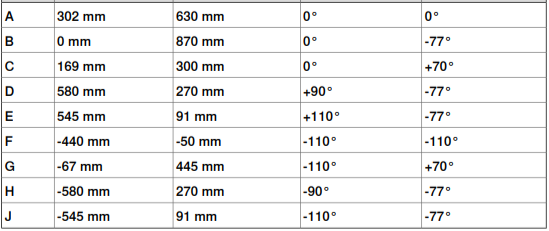 A 302 mm 630 mm 0° 0°
B 0 mm 870 mm 0° -77°
C 169 mm 300 mm 0° +70°
D 580 mm 270 mm +90° -77°
E 545 mm 91 mm +110° -77°
F -440 mm -50 mm -110° -110°
G -67 mm 445 mm -110° +70°
H -580 mm 270 mm -90° -77°
J -545 mm 91 mm -110° -77°